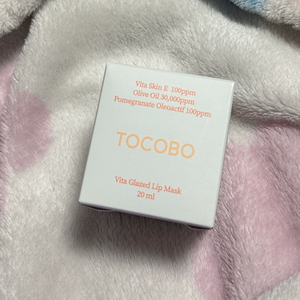 Vita Skin E 100ppm
Olive Oil 30,000ppm
Pomegranate Oleoactif 100ppm
TOCOBO
Vita Glazed Lip Mask
20 ml